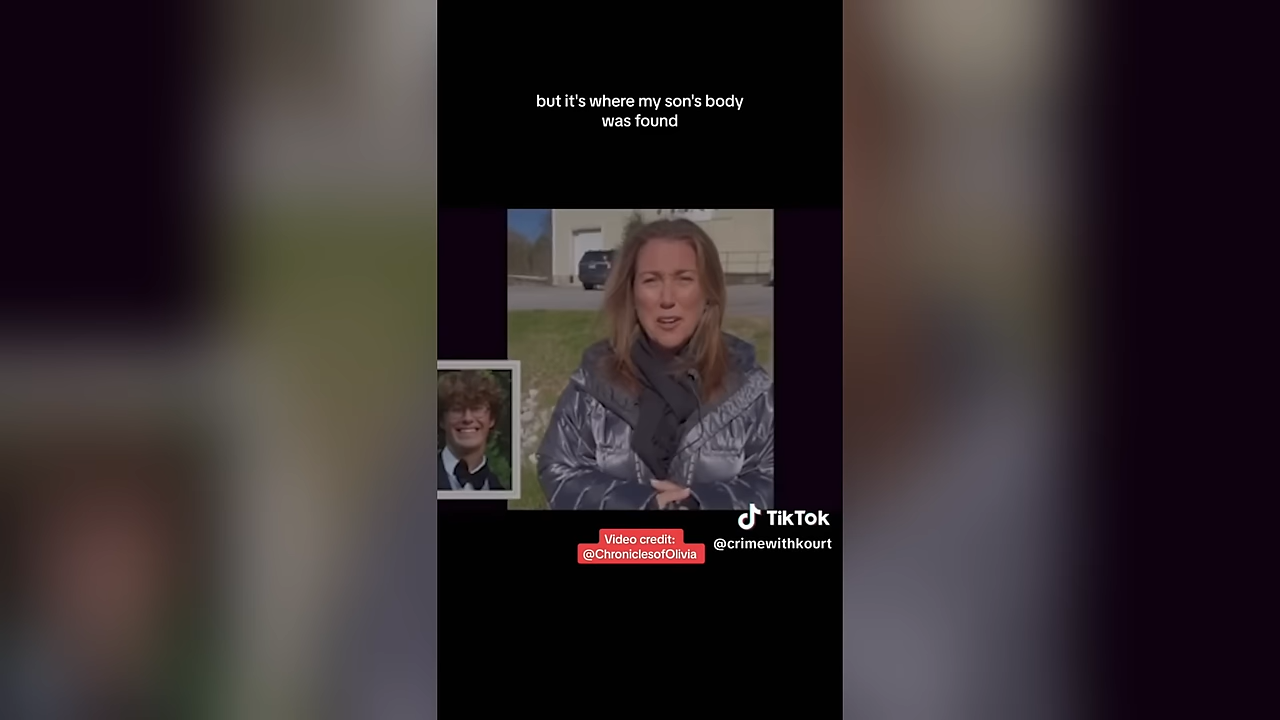 but it's where my son's body
was found
Video credit:
@ChroniclesofOlivia
TikTok
@crimewithkourt